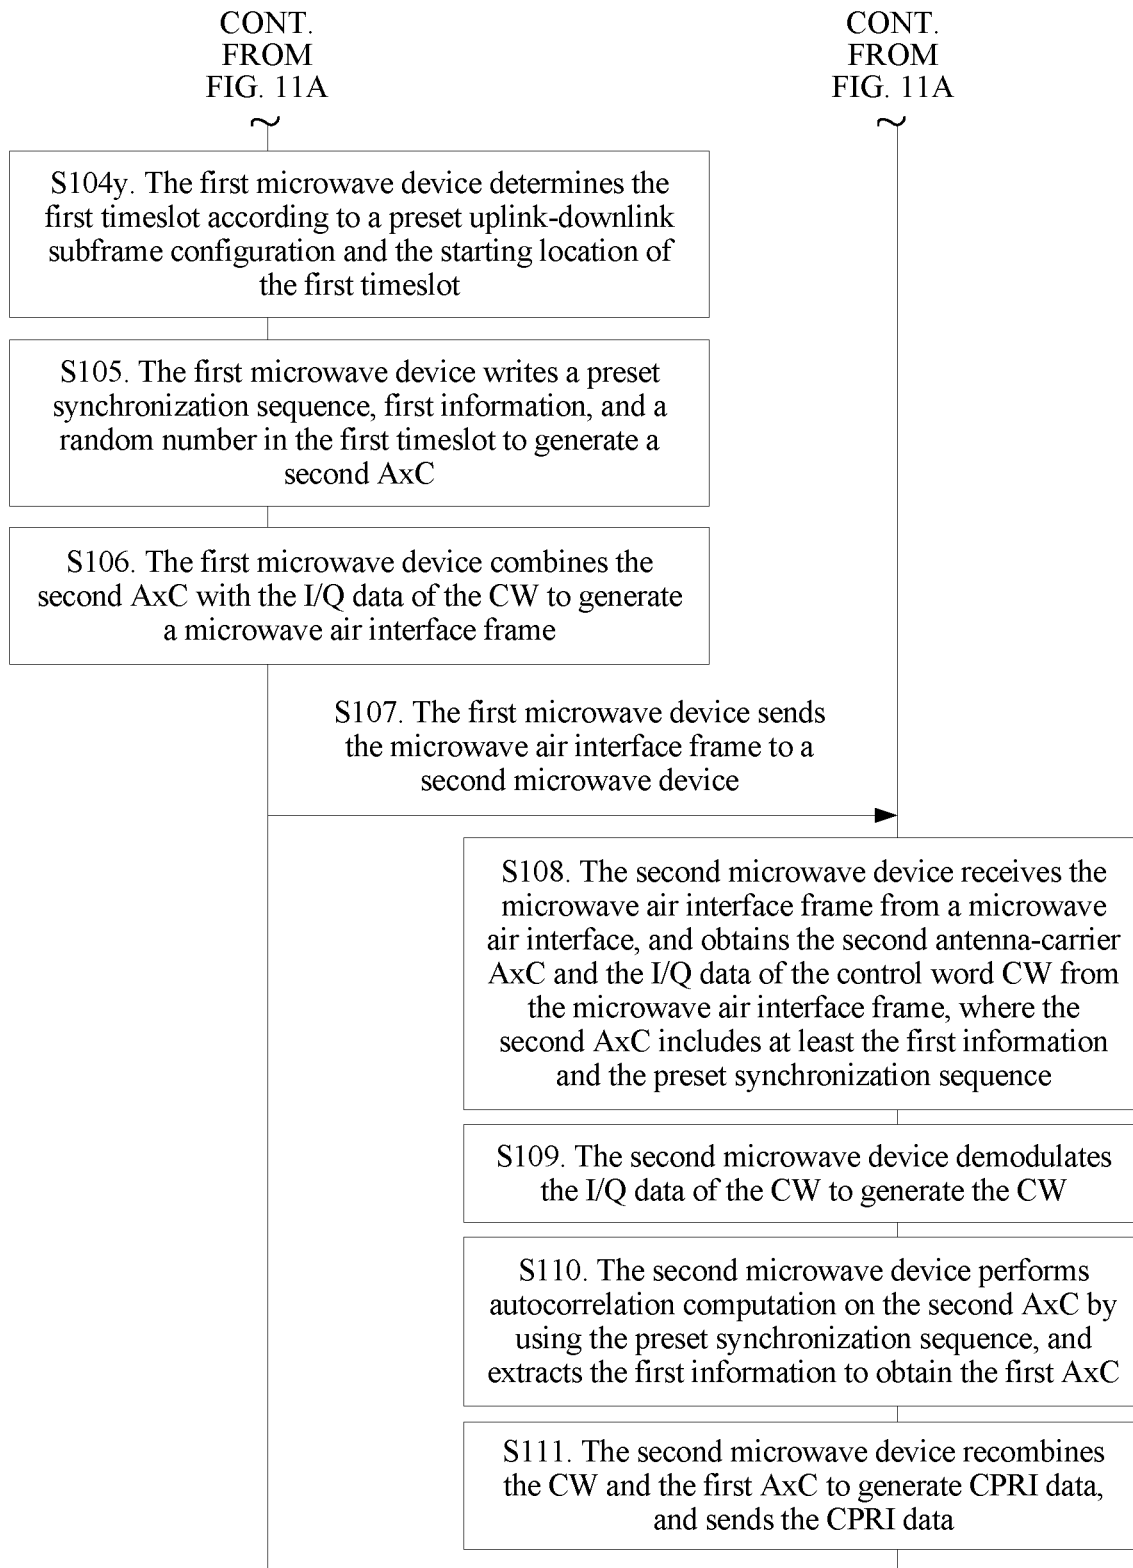 CONT.
FROM
FIG. 11A
CONT.
FROM
FIG. 11A
S104y. The first microwave device determines the
first timeslot according to a preset uplink-downlink
subframe configuration and the starting location of
the first timeslot
S105. The first microwave device writes a preset
synchronization sequence, first information, and a
random number in the first timeslot to generate a
second AxC
S106. The first microwave device combines the
second AxC with the I/Q data of the CW to generate
a microwave air interface frame
S107. The first microwave device sends
the microwave air interface frame to a
second microwave device
S108. The second microwave device receives the
microwave air interface frame from a microwave
air interface, and obtains the second antenna-carrier
AxC and the I/Q data of the control word CW from
the microwave air interface frame, where the
second AxC includes at least the first information
and the preset synchronization sequence
S109. The second microwave device demodulates
the I/Q data of the CW to generate the CW
S110. The second microwave device performs
autocorrelation computation on the second AxC by
using the preset synchronization sequence, and
extracts the first information to obtain the first AxC
S111. The second microwave device recombines
the CW and the first AxC to generate CPRI data,
and sends the CPRI data